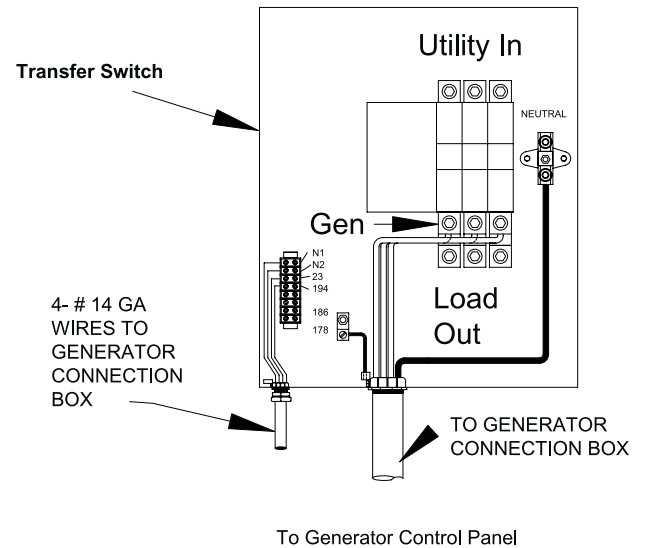 Utility In
Transfer Switch
NEUTRAL
Gen
N1
N2
23
194
186
178
Load
Out
4- # 14 GA
WIRES TO
GENERATOR
CONNECTION
BOX
TO GENERATOR
CONNECTION BOX
To Generator Control Panel